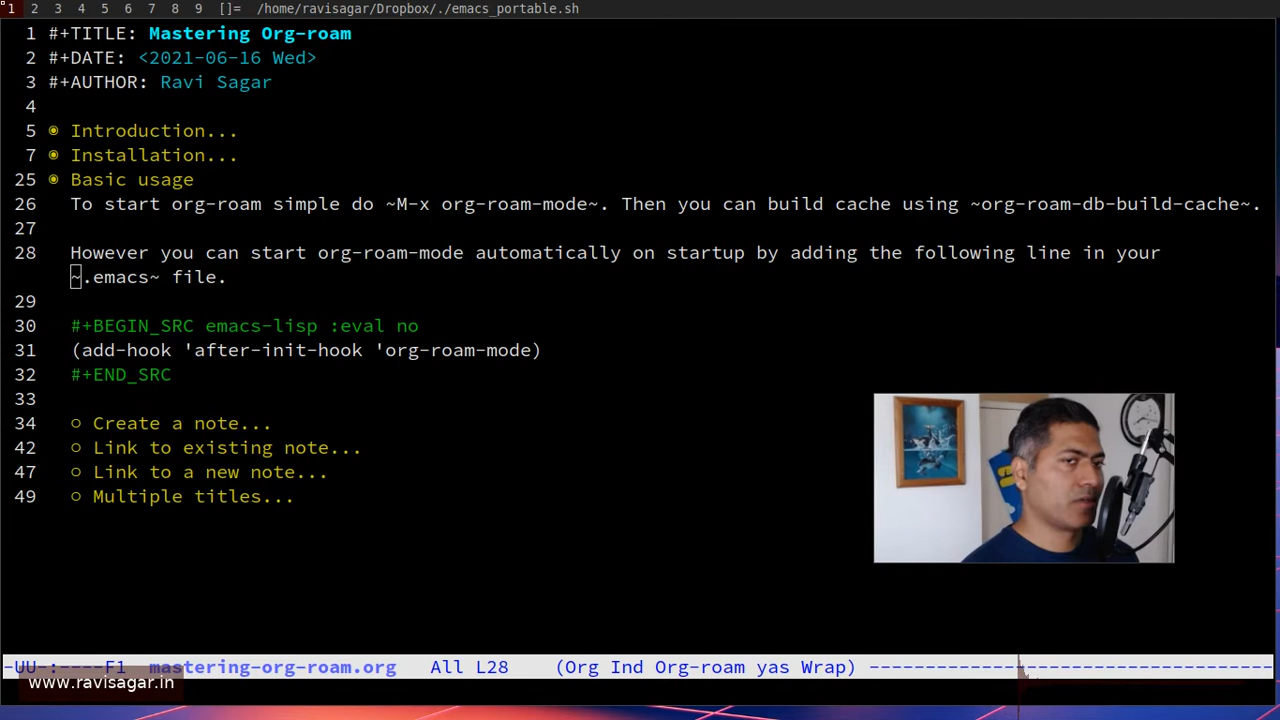 1 2 3 4 5 6 7 8 9 []= /home/ravisagar/Dropbox/./emacs_portable.sh
1 #+TITLE: Mastering Org-roam
2 #+DATE: <2021-06-16 Wed>
3 #+AUTHOR: Ravi Sagar
4
5 ◉ Introduction...
7 ◉ Installation...
25 ◉ Basic usage
26 To start org-roam simple do ~M-x org-roam-mode~. Then you can build cache using ~org-roam-db-build-cache~.
27
28 However you can start org-roam-mode automatically on startup by adding the following line in your
~.emacs~ file.
29
30 #+BEGIN_SRC emacs-lisp :eval no
31 (add-hook 'after-init-hook 'org-roam-mode)
32 #+END_SRC
33
34 ○ Create a note...
42 ○ Link to existing note...
47 ○ Link to a new note...
49 ○ Multiple titles...
-UU-:----F1 mastering-org-roam.org All L28 (Org Ind Org-roam yas Wrap) ------------------------------------
www.ravisagar.in